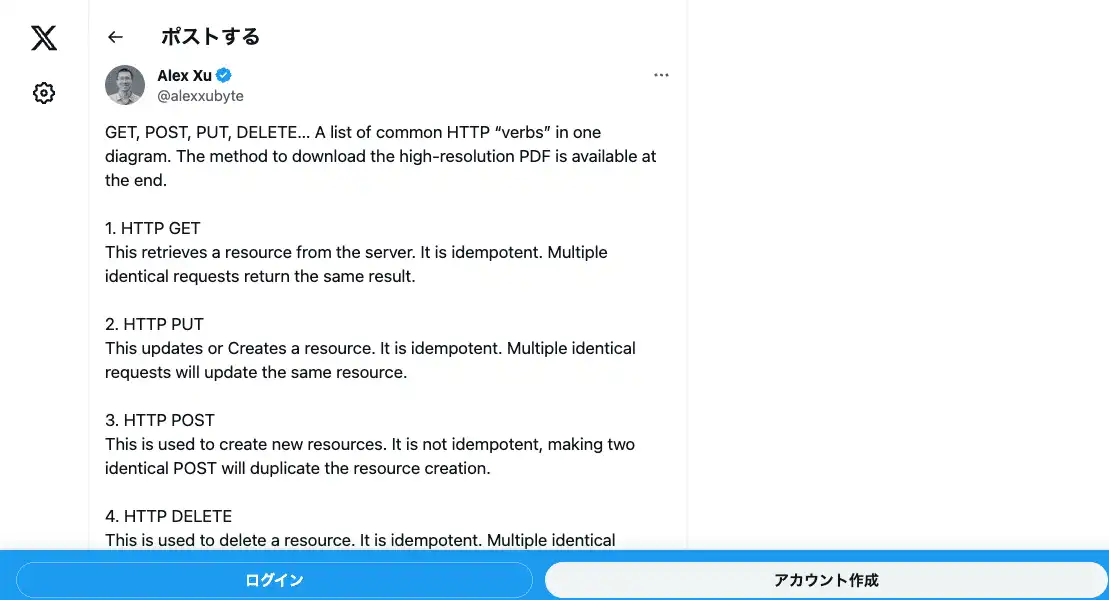 ポストする
Alex Xu
@alexxubyte
GET, POST, PUT, DELETE... A list of common HTTP “verbs” in one
diagram. The method to download the high-resolution PDF is available at
the end.
1. HTTP GET
This retrieves a resource from the server. It is idempotent. Multiple
identical requests return the same result.
2. HTTP PUT
This updates or Creates a resource. It is idempotent. Multiple identical
requests will update the same resource.
3. HTTP POST
This is used to create new resources. It is not idempotent, making two
identical POST will duplicate the resource creation.
4. HTTP DELETE
This is used to delete a resource. It is idempotent. Multiple identical
ログイン
アカウント作成